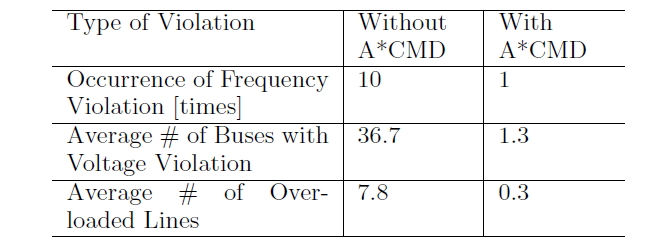 Type of Violation Without With
A*CMD A*CMD
Occurrence of Frequency 10 1
Violation [times]
Average # of Buses with 36.7 1.3
Voltage Violation
Average # of Over- 7.8 0.3
loaded Lines